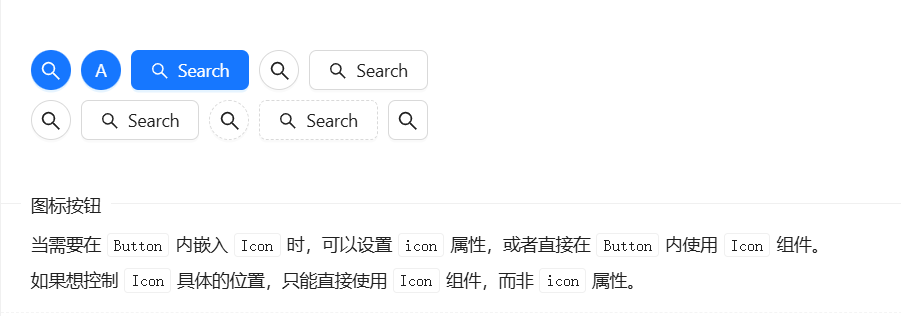 A Search Search
Search Search
图标按钮
当需要在 Button 内嵌入 Icon 时，可以设置 icon 属性，或者直接在 Button 内使用 Icon 组件。
如果想控制 Icon 具体的位置，只能直接使用 Icon 组件，而非 icon 属性。